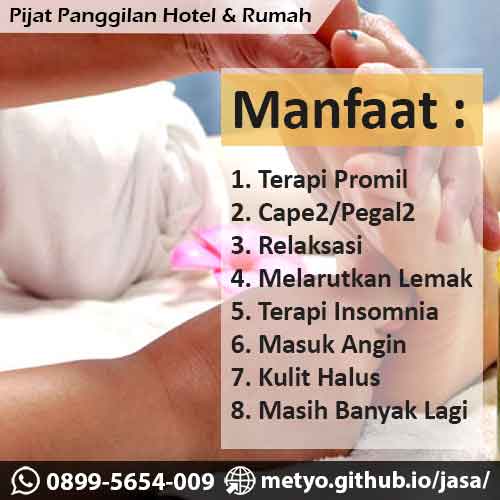 Pijat Panggilan Hotel & Rumah
Manfaat :
1. Terapi Promil
2. Cape2/Pegal2
3. Relaksasi
4. Melarutkan Lemak
5. Terapi Insomnia
6. Masuk Angin
7. Kulit Halus
8. Masih Banyak Lagi
0899-5654-009 metyo.github.io/jasa/